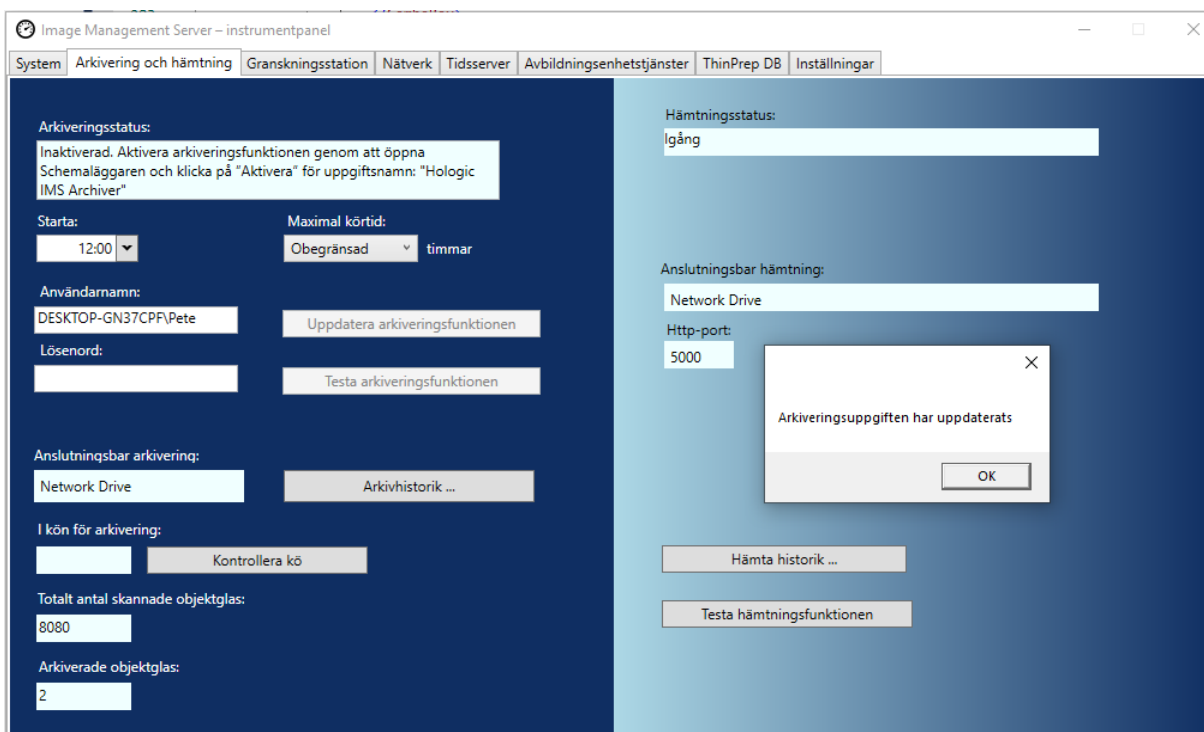 Image Management Server – instrumentpanel
System Arkivering och hämtning Granskningsstation Nätverk Tidsserver Avbildningsenhetstjänster ThinPrep DB Inställningar
Arkiveringsstatus:
Inaktiverad. Aktivera arkiveringsfunktionen genom att öppna
Schemaläggaren och klicka på "Aktivera" för uppgiftsnamn: "Hologic
IMS Archiver"
Starta:
Maximal körtid:
12:00
Obegränsad
timmar
Användarnamn:
DESKTOP-GN37CPF\Pete
Uppdatera arkiveringsfunktionen
Lösenord:
Testa arkiveringsfunktionen
Anslutningsbar arkivering:
Network Drive
Arkivhistorik ...
I kön för arkivering:
Kontrollera kö
Totalt antal skannade objektglas:
8080
Arkiverade objektglas:
2
Hämtningsstatus:
Igång
Anslutningsbar hämtning:
Network Drive
Http-port:
5000
Arkiveringsuppgiften har uppdaterats
OK
Hämta historik ...
Testa hämtningsfunktionen